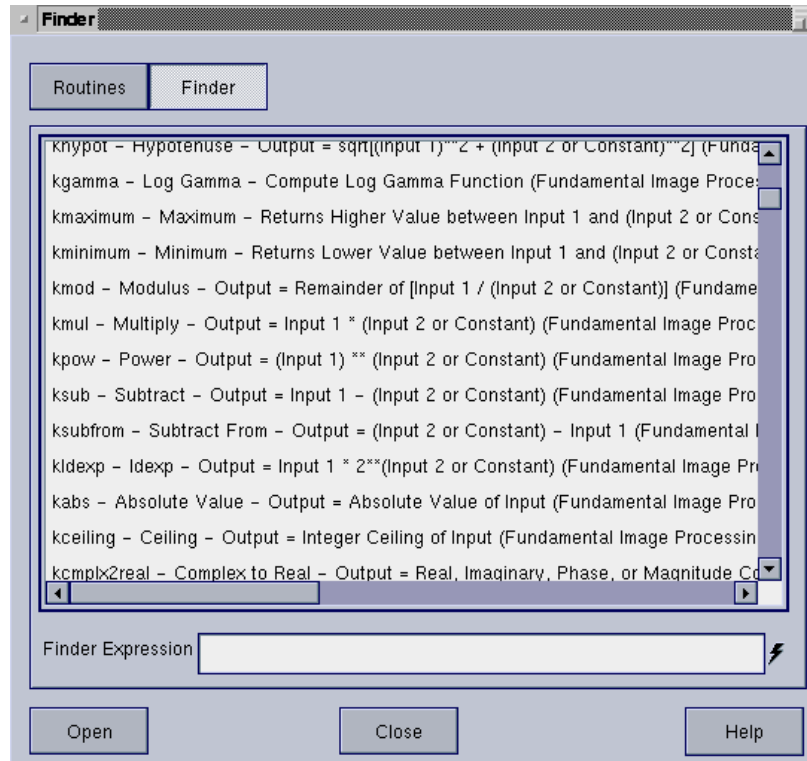 Finder
Routines
Finder
khypot – Hypotenuse – Output = sqrt[(Input 1)**2 + (Input 2 or Constant)**2] (Funda
kgamma – Log Gamma – Compute Log Gamma Function (Fundamental Image Proce
kmaximum – Maximum – Returns Higher Value between Input 1 and (Input 2 or Cons
kminimum – Minimum – Returns Lower Value between Input 1 and (Input 2 or Consta
kmod – Modulus – Output = Remainder of [Input 1 / (Input 2 or Constant)] (Fundame
kmul – Multiply – Output = Input 1 * (Input 2 or Constant) (Fundamental Image Proc
kpow – Power – Output = (Input 1) ** (Input 2 or Constant) (Fundamental Image Pro
ksub – Subtract – Output = Input 1 – (Input 2 or Constant) (Fundamental Image Pro
ksubfrom – Subtract From – Output = (Input 2 or Constant) – Input 1 (Fundamental I
kldexp – ldexp – Output = Input 1 * 2**(Input 2 or Constant) (Fundamental Image Pr
kabs – Absolute Value – Output = Absolute Value of Input (Fundamental Image Pro
kceiling – Ceiling – Output = Integer Ceiling of Input (Fundamental Image Processin
kcmplx2real – Complex to Real – Output = Real, Imaginary, Phase, or Magnitude Co
Finder Expression
Open
Close
Help